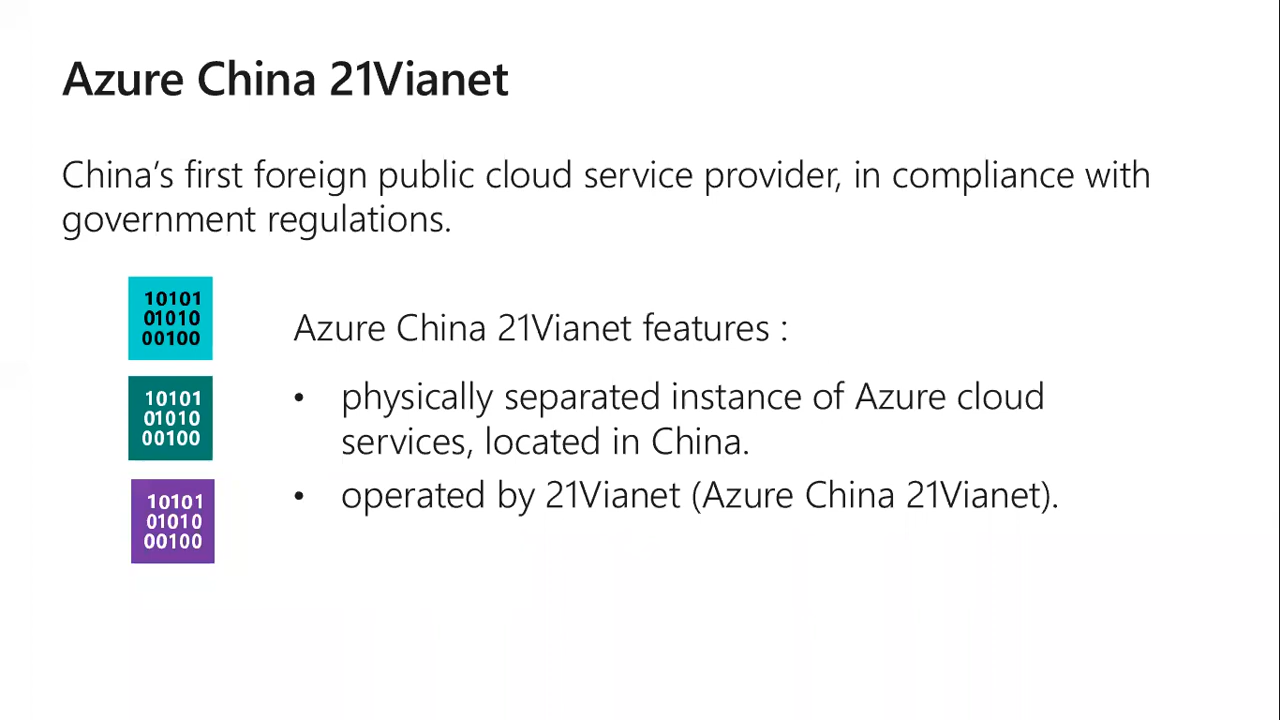 Azure China 21Vianet
China's first foreign public cloud service provider, in compliance with
government regulations.
10101
01010
00100
Azure China 21Vianet features :
10101
01010
00100
• physically separated instance of Azure cloud
services, located in China.
10101
01010
00100
• operated by 21Vianet (Azure China 21Vianet).